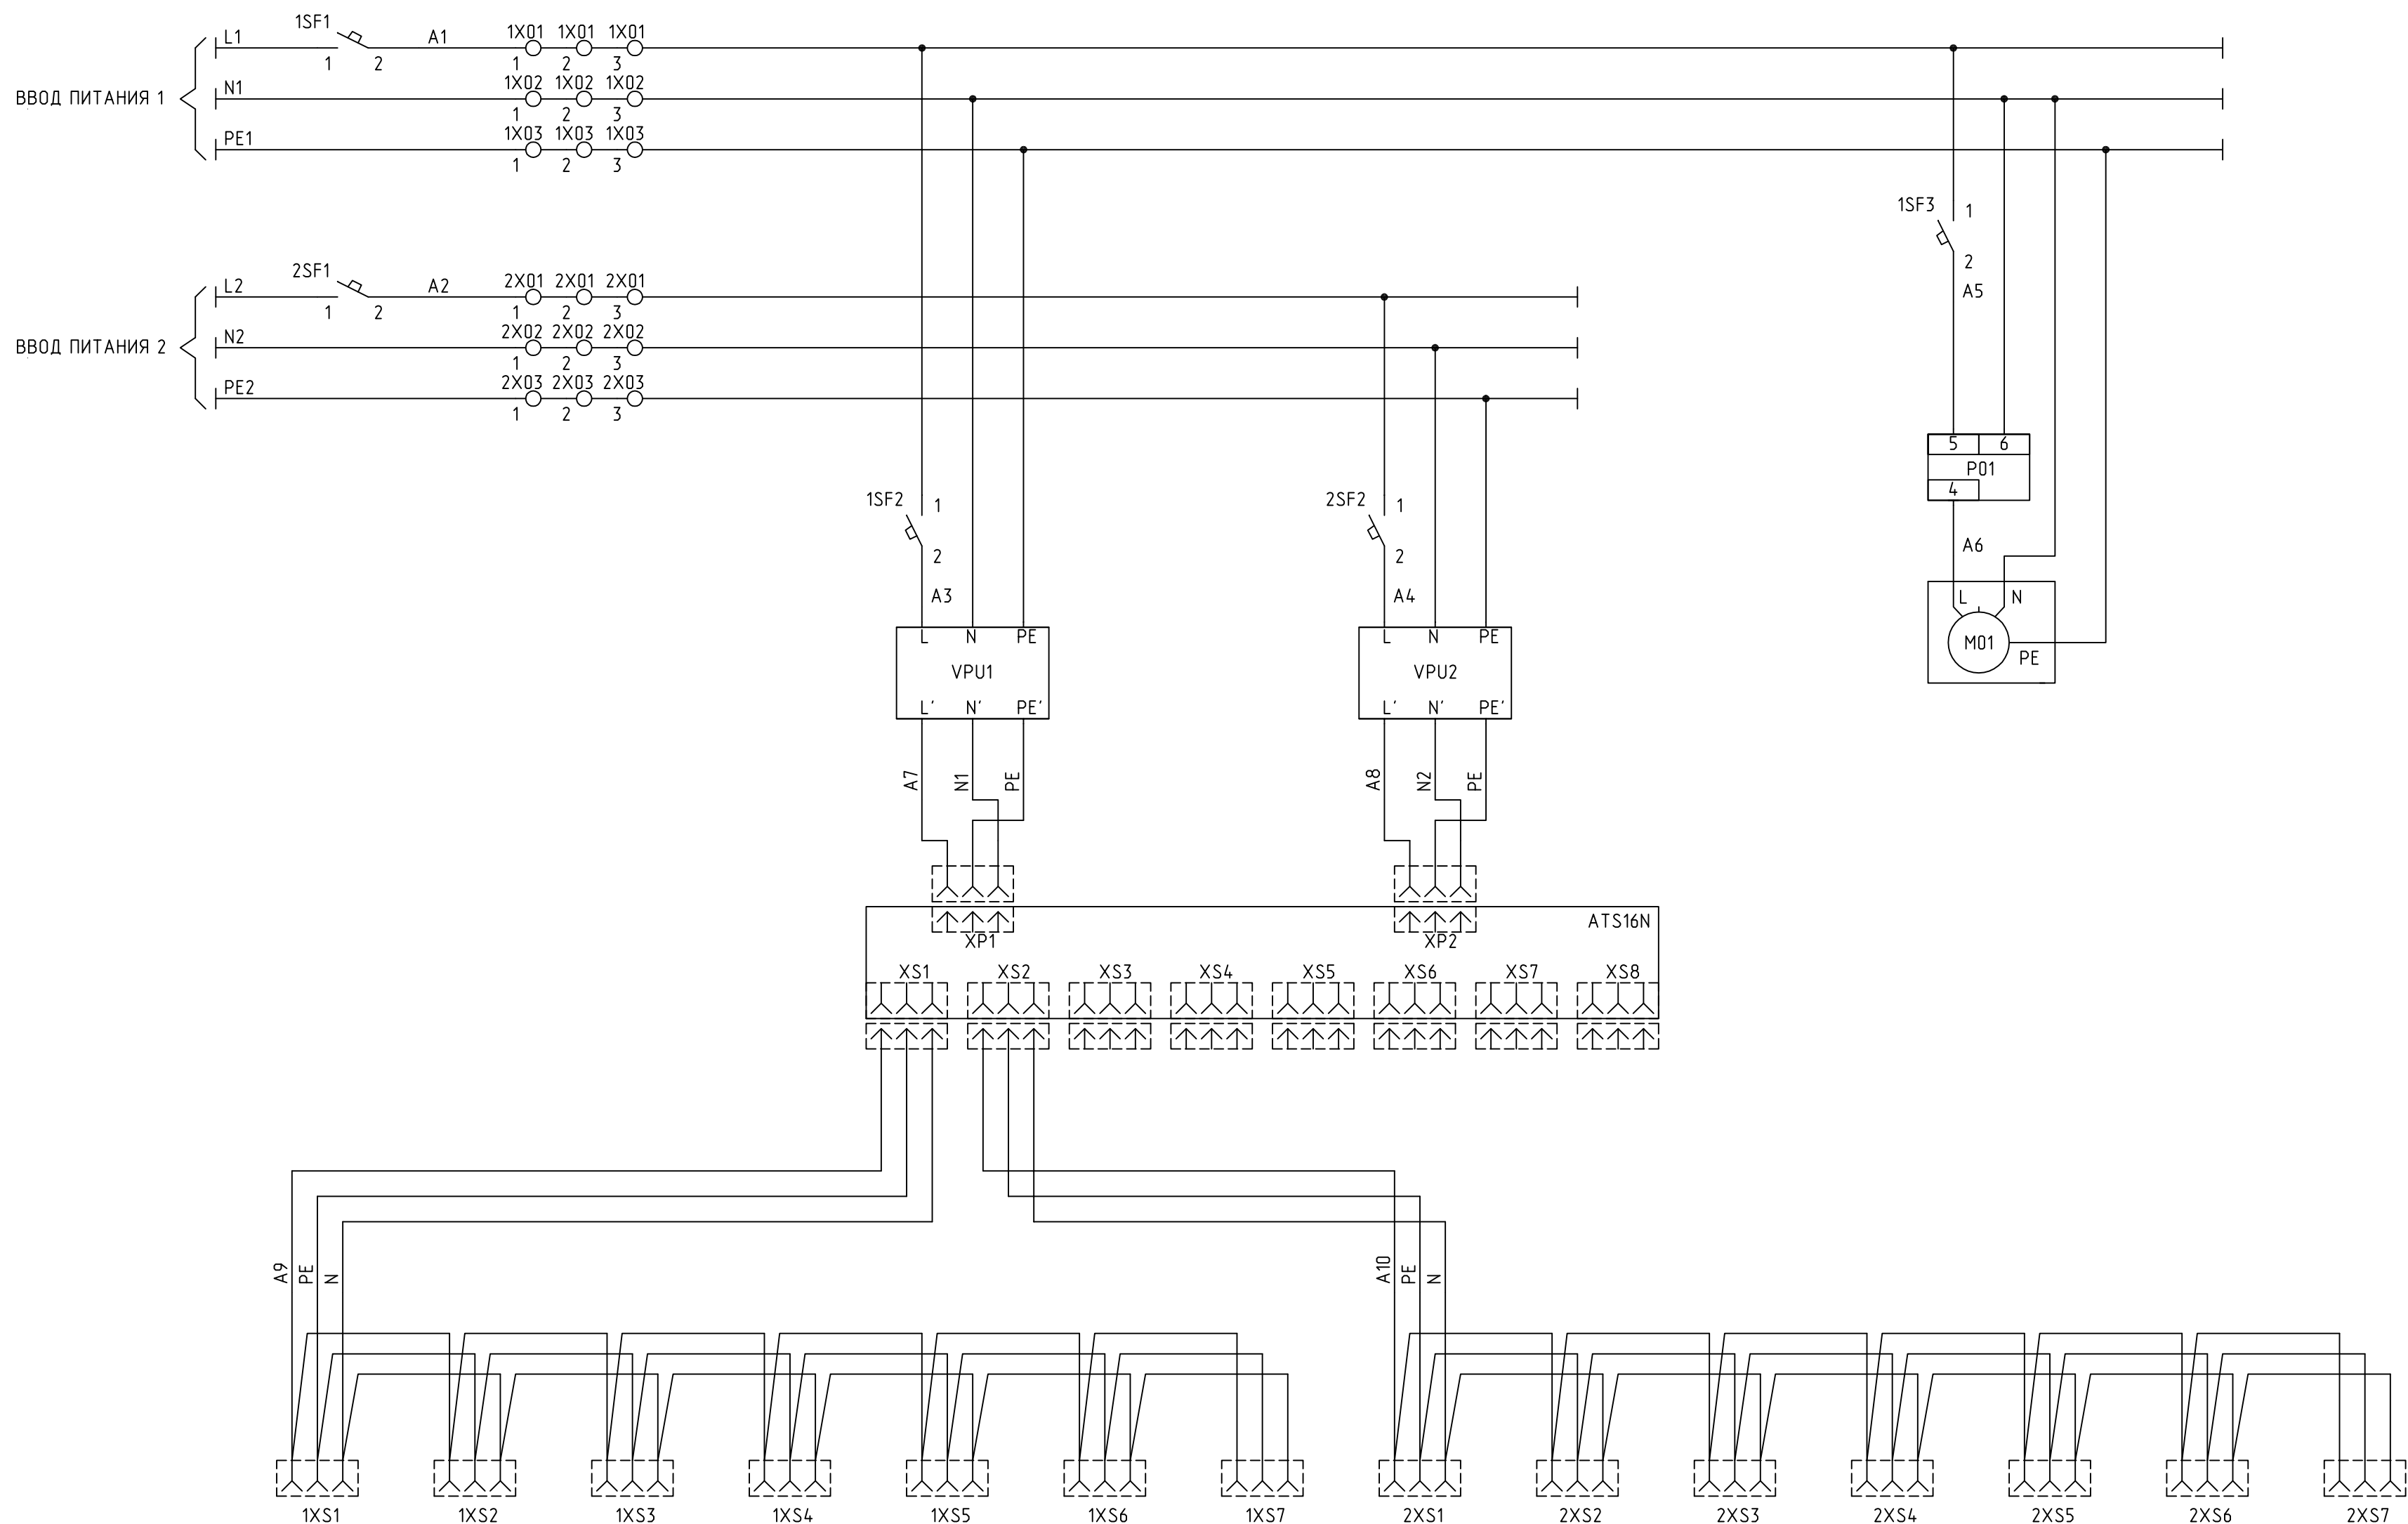 1SF1 L1 A1 1X01 1X01 1X01
1 2 1 2 3
ВВОД ПИТАНИЯ 1 N1 1X02 1X02 1X02
1 2 3
PE1 1X03 1X03 1X03
1 2 3
1SF3 1
2
A5
2SF1 L2 A2 2X01 2X01 2X01
1 2 1 2 3
ВВОД ПИТАНИЯ 2 N2 2X02 2X02 2X02
1 2 3
PE2 2X03 2X03 2X03
1 2 3
5 6
P01
4
1SF2 1 2SF2 1
2 2
A6
A3 A4
L N
M01
PE
L N PE L N PE
VPU1 VPU2
L' N' PE' L' N' PE'
A7 N1 PE A8 N2 PE
ATS16N
XP1 XP2
XS1 XS2 XS3 XS4 XS5 XS6 XS7 XS8
A9 PE N A10 PE N
1XS1 1XS2 1XS3 1XS4 1XS5 1XS6 1XS7 2XS1 2XS2 2XS3 2XS4 2XS5 2XS6 2XS7